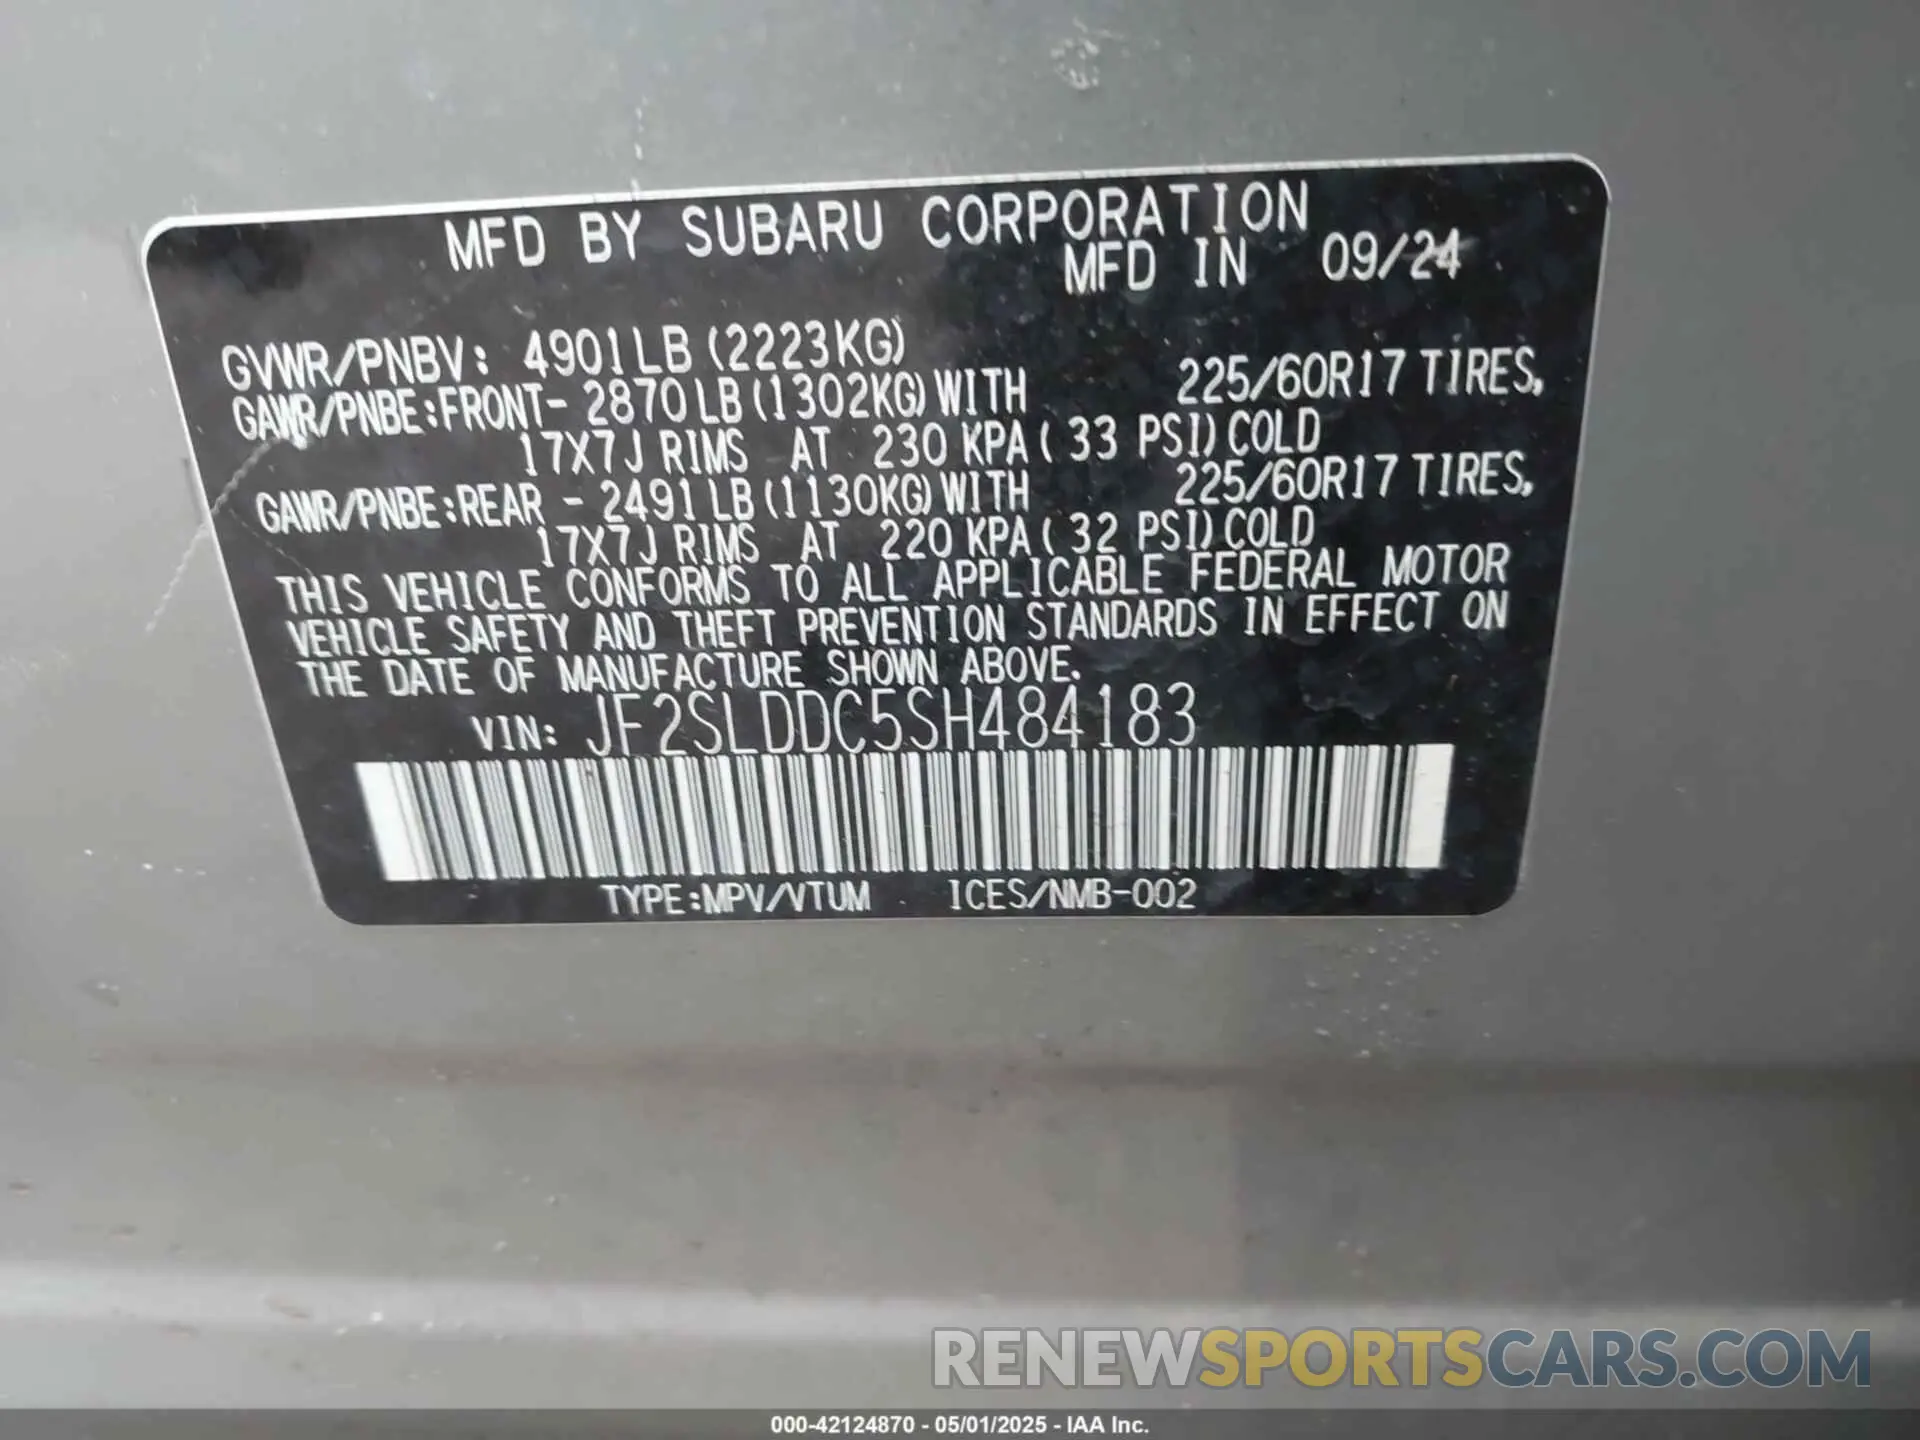 MFD BY SUBARU CORPORATION
MFD IN 09/24
GVWR/PNBV: 4901LB (2223KG)
GAWR/PNBE:FRONT- 2870LB (1302KG) WITH 225/60R17 TIRES,
17X7J RIMS AT 230 KPA ( 33 PSI) COLD
GAWR/PNBE:REAR - 2491LB (1130KG) WITH 225/60R17 TIRES,
17X7J RIMS AT 220 KPA ( 32 PSI) COLD
THIS VEHICLE CONFORMS TO ALL APPLICABLE FEDERAL MOTOR
VEHICLE SAFETY AND THEFT PREVENTION STANDARDS IN EFFECT ON
THE DATE OF MANUFACTURE SHOWN ABOVE.
VIN: JF2SLDDC5SH484183
TYPE:MPV/VTUM ICES/NMB-002
RENEWSPORTSCARS.COM
000-42124870 - 05/01/2025 - IAA Inc.